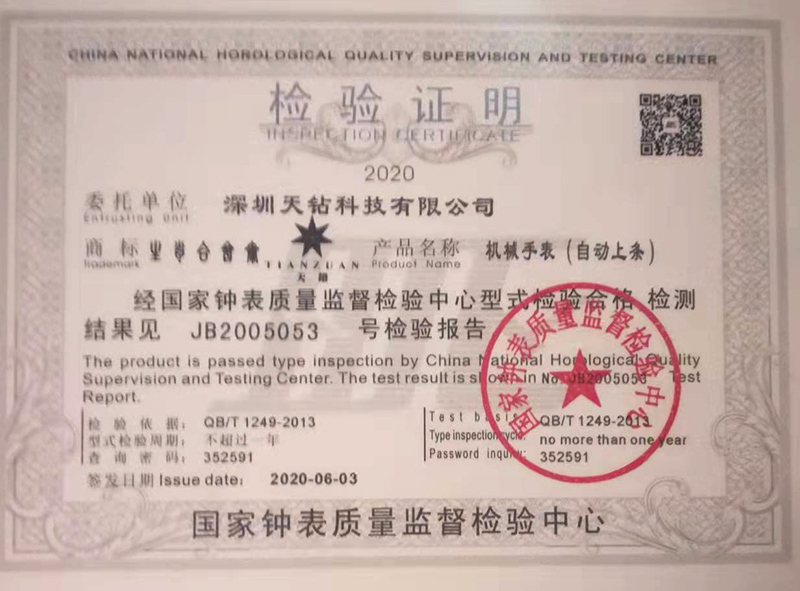 CHINA NATIONAL HOROLOGICAL QUALITY SUPERVISION AND TESTING CENTER
检验证明
INSPECTION CERTIFICATE
2020
委托单位 深圳天钻科技有限公司
Entrusting unit
商标 TIANZUAN 产品名称 机械手表（自动上条）
trademark 天钻 Product Name
经国家钟表质量监督检验中心型式检验合格 检测
结果见 JB2005053 号检验报告
The product is passed type inspection by China National Horological Quality
Supervision and Testing Center. The test result is shown in No.JB2005053 Test
Report.
检验依据： QB/T 1249-2013 Test basis: QB/T 1249-2013
型式检验周期： 不超过一年 Type inspection cycle: no more than one year
查询密码： 352591 Password inquiry: 352591
签发日期Issue date： 2020-06-03
国家钟表质量监督检验中心
国家钟表质量监督检验中心